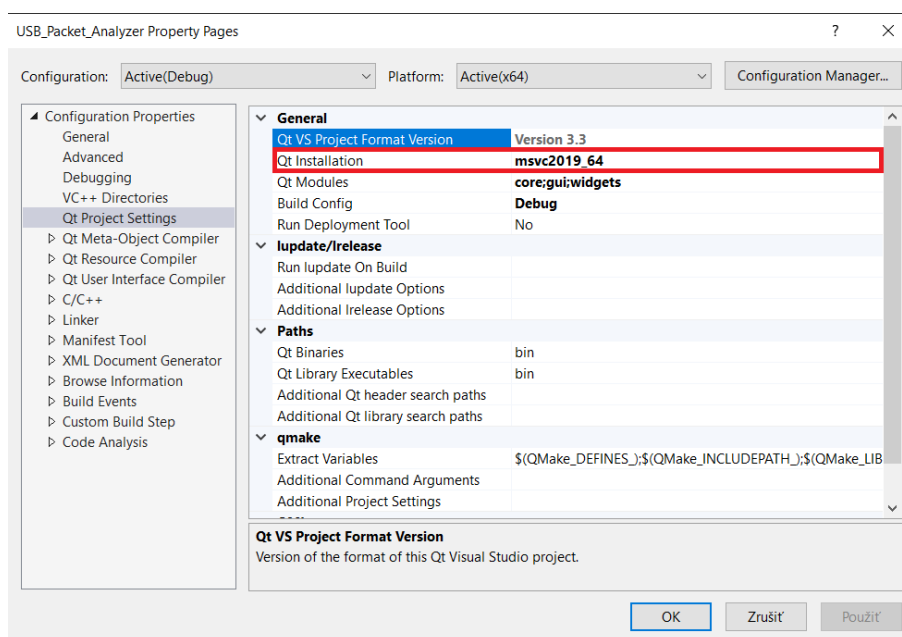 USB_Packet_Analyzer Property Pages ?
Configuration: Active(Debug) Platform: Active(x64) Configuration Manager...
Configuration Properties
General
Advanced
Debugging
VC++ Directories
Qt Project Settings
Qt Meta-Object Compiler
Qt Resource Compiler
Qt User Interface Compiler
C/C++
Linker
Manifest Tool
XML Document Generator
Browse Information
Build Events
Custom Build Step
Code Analysis
General
Qt VS Project Format Version Version 3.3
Qt Installation msvc2019_64
Qt Modules core;gui;widgets
Build Config Debug
Run Deployment Tool No
lupdate/lrelease
Run lupdate On Build
Additional lupdate Options
Additional lrelease Options
Paths
Qt Binaries bin
Qt Library Executables bin
Additional Qt header search paths
Additional Qt library search paths
qmake
Extract Variables $(QMake_DEFINES_);$(QMake_INCLUDEPATH_);$(QMake_LIB
Additional Command Arguments
Additional Project Settings
Qt VS Project Format Version
Version of the format of this Qt Visual Studio project.
OK Zrušiť Použiť